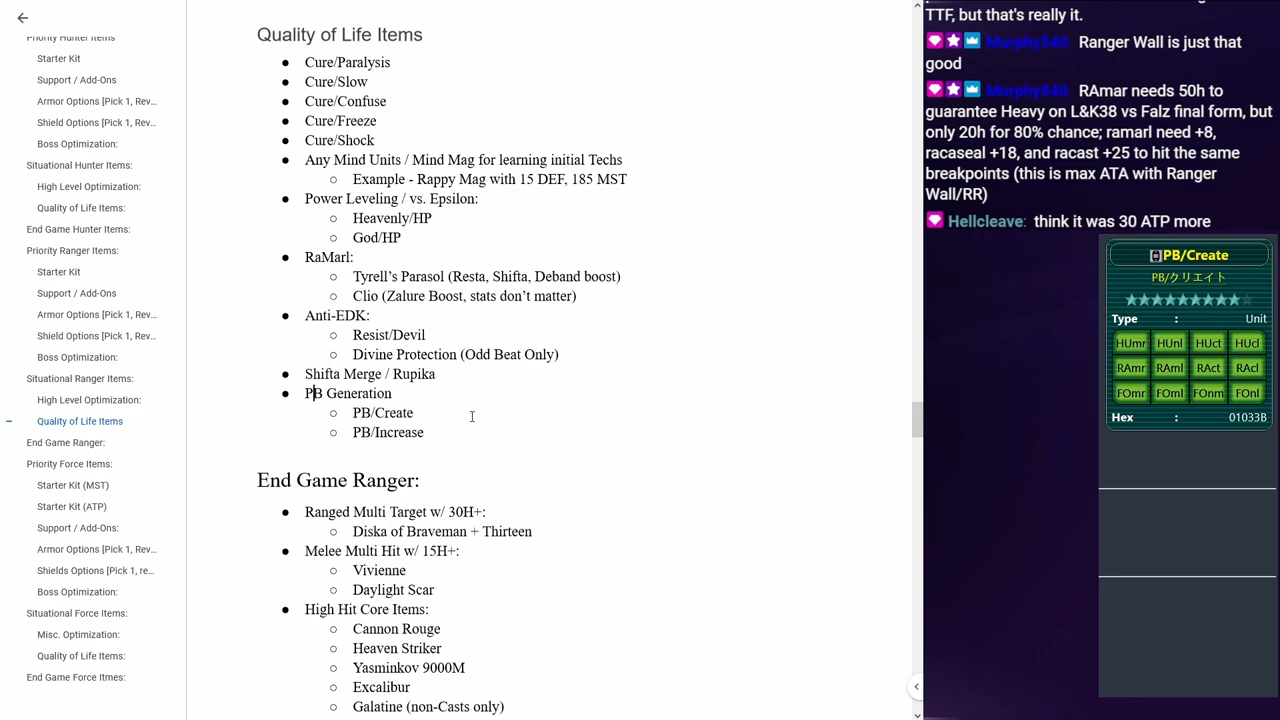 Priority Hunter Items
Starter Kit
Support / Add-Ons
Armor Options [Pick 1, Rev...
Shield Options [Pick 1, Rev...
Boss Optimization:
Situational Hunter Items:
High Level Optimization:
Quality of Life Items:
End Game Hunter Items:
Priority Ranger Items:
Starter Kit
Support / Add-Ons
Armor Options [Pick 1, Rev...
Shield Options [Pick 1, Rev...
Boss Optimization:
Situational Ranger Items:
High Level Optimization:
Quality of Life Items
End Game Ranger:
Priority Force Items:
Starter Kit (MST)
Starter Kit (ATP)
Support / Add-Ons:
Armor Options [Pick 1, Rev...
Shields Options [Pick 1, re...
Boss Optimization:
Situational Force Items:
Misc. Optimization:
Quality of Life Items:
End Game Force Itmes:
Quality of Life Items
Cure/Paralysis
Cure/Slow
Cure/Confuse
Cure/Freeze
Cure/Shock
Any Mind Units / Mind Mag for learning initial Techs
Example - Rappy Mag with 15 DEF, 185 MST
Power Leveling / vs. Epsilon:
Heavenly/HP
God/HP
RaMarl:
Tyrell's Parasol (Resta, Shifta, Deband boost)
Clio (Zalure Boost, stats don't matter)
Anti-EDK:
Resist/Devil
Divine Protection (Odd Beat Only)
Shifta Merge / Rupika
PB Generation
PB/Create
PB/Increase
End Game Ranger:
Ranged Multi Target w/ 30H+:
Diska of Braveman + Thirteen
Melee Multi Hit w/ 15H+:
Vivienne
Daylight Scar
High Hit Core Items:
Cannon Rouge
Heaven Striker
Yasminkov 9000M
Excalibur
Galatine (non-Casts only)
TTF, but that's really it.
Murphy540 Ranger Wall is just that
good
Murphy540 RAmar needs 50h to
guarantee Heavy on L&K38 vs Falz final form, but
only 20h for 80% chance; ramarl need +8,
racaseal +18, and racast +25 to hit the same
breakpoints (this is max ATA with Ranger
Wall/RR)
Hellcleave: think it was 30 ATP more
PB/Create
PB/クリエイト
Type : Unit
HUmr HUnl HUct HUcl
RAmr RAml RAct RAcl
FOmr FOml FOnm FOnl
Hex : 01033B